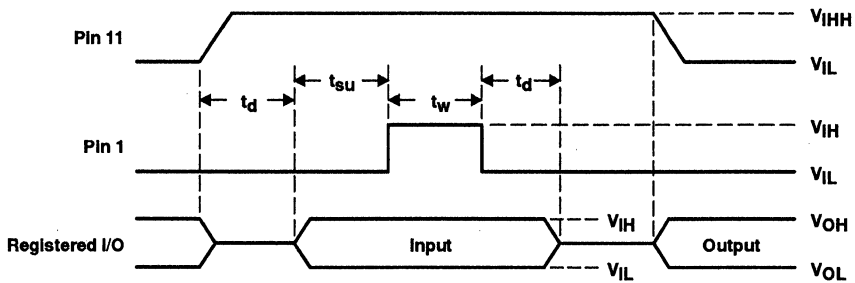 Pin 11
VIHH
VIL
td
tsu
tw
td
Pin 1
VIH
VIL
Registered I/O
Input
VIH
VIL
Output
VOH
VOL